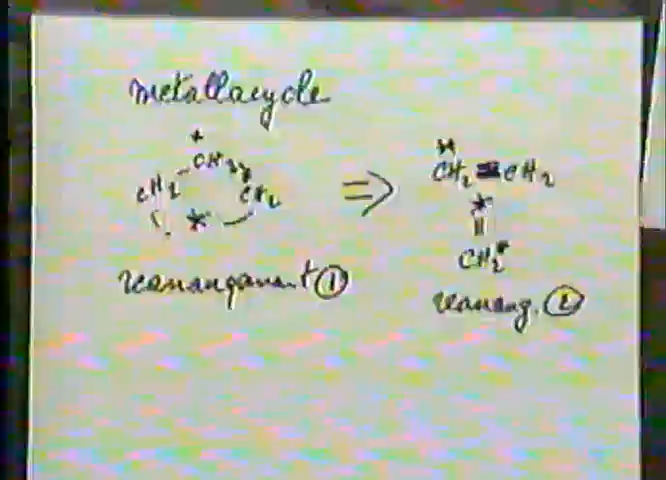 metallacycle
CH2 CH2 CH2 * ⇒ CH2 = CH2
*
||
CH2*
rearrangement ①
rearrang. ②